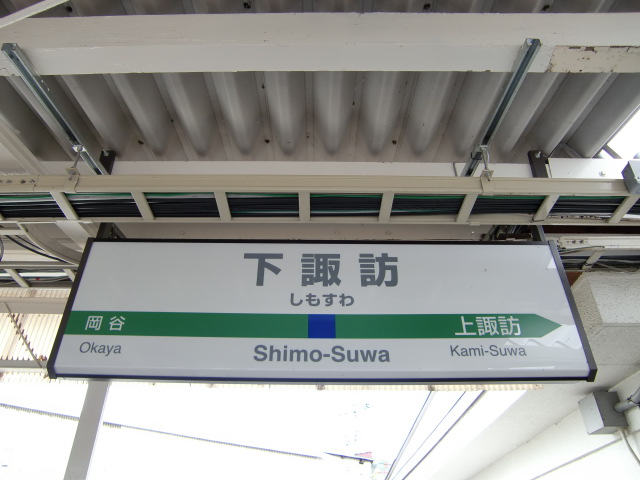 下諏訪
しもすわ
岡谷
上諏訪
Okaya
Shimo-Suwa
Kami-Suwa